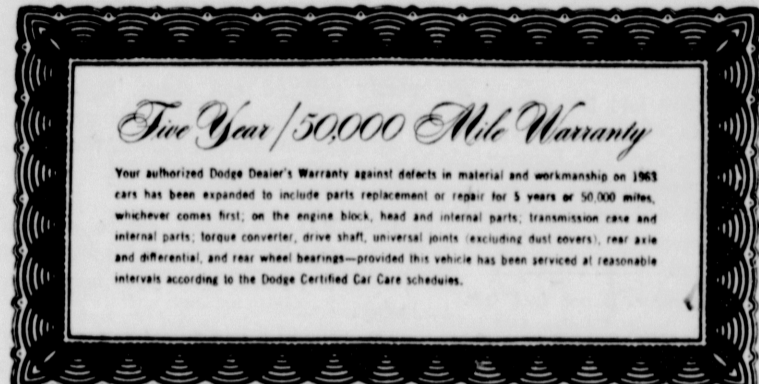 Five Year/50,000 Mile Warranty
Your authorized Dodge Dealer's Warranty against defects in material and workmanship on 1963
cars has been expanded to include parts replacement or repair for 5 years or 50,000 miles,
whichever comes first; on the engine block, head and internal parts; transmission case and
internal parts; torque converter, drive shaft, universal joints (excluding dust covers), rear axle
and differential, and rear wheel bearings—provided this vehicle has been serviced at reasonable
intervals according to the Dodge Certified Car Care schedules.